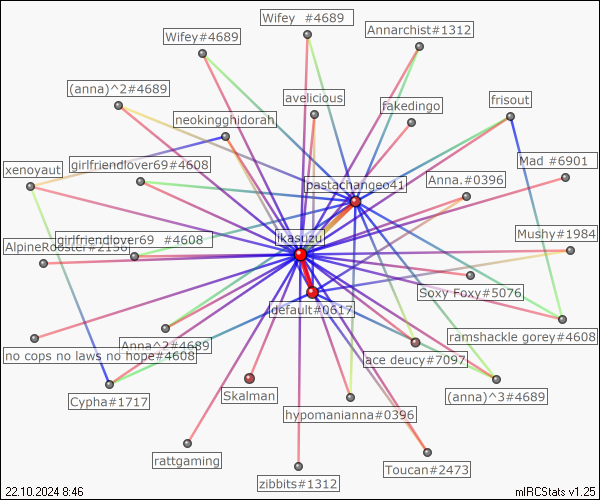 Wifey #4689
Wifey#4689
Annarchist#1312
(anna)^2#4689
avelicious
fakedingo
frisout
neokingghidorah
xenoyaut
girlfriendlover69#4608
Mad #6901
pastachangeo41
Anna.#0396
ikasuzu
Mushy#1984
girlfriendlover69 #4608
AlpineRooster#2156
Soxy Foxy#5076
default#0617
ramshackle gorey#4608
Anna^2#4689
no cops no laws no hope#4608
ace deucy#7097
Cypha#1717
Skalman
(anna)^3#4689
hypomanianna#0396
rattgaming
Toucan#2473
zibbits#1312
22.10.2024 8:46
mIRCStats v1.25